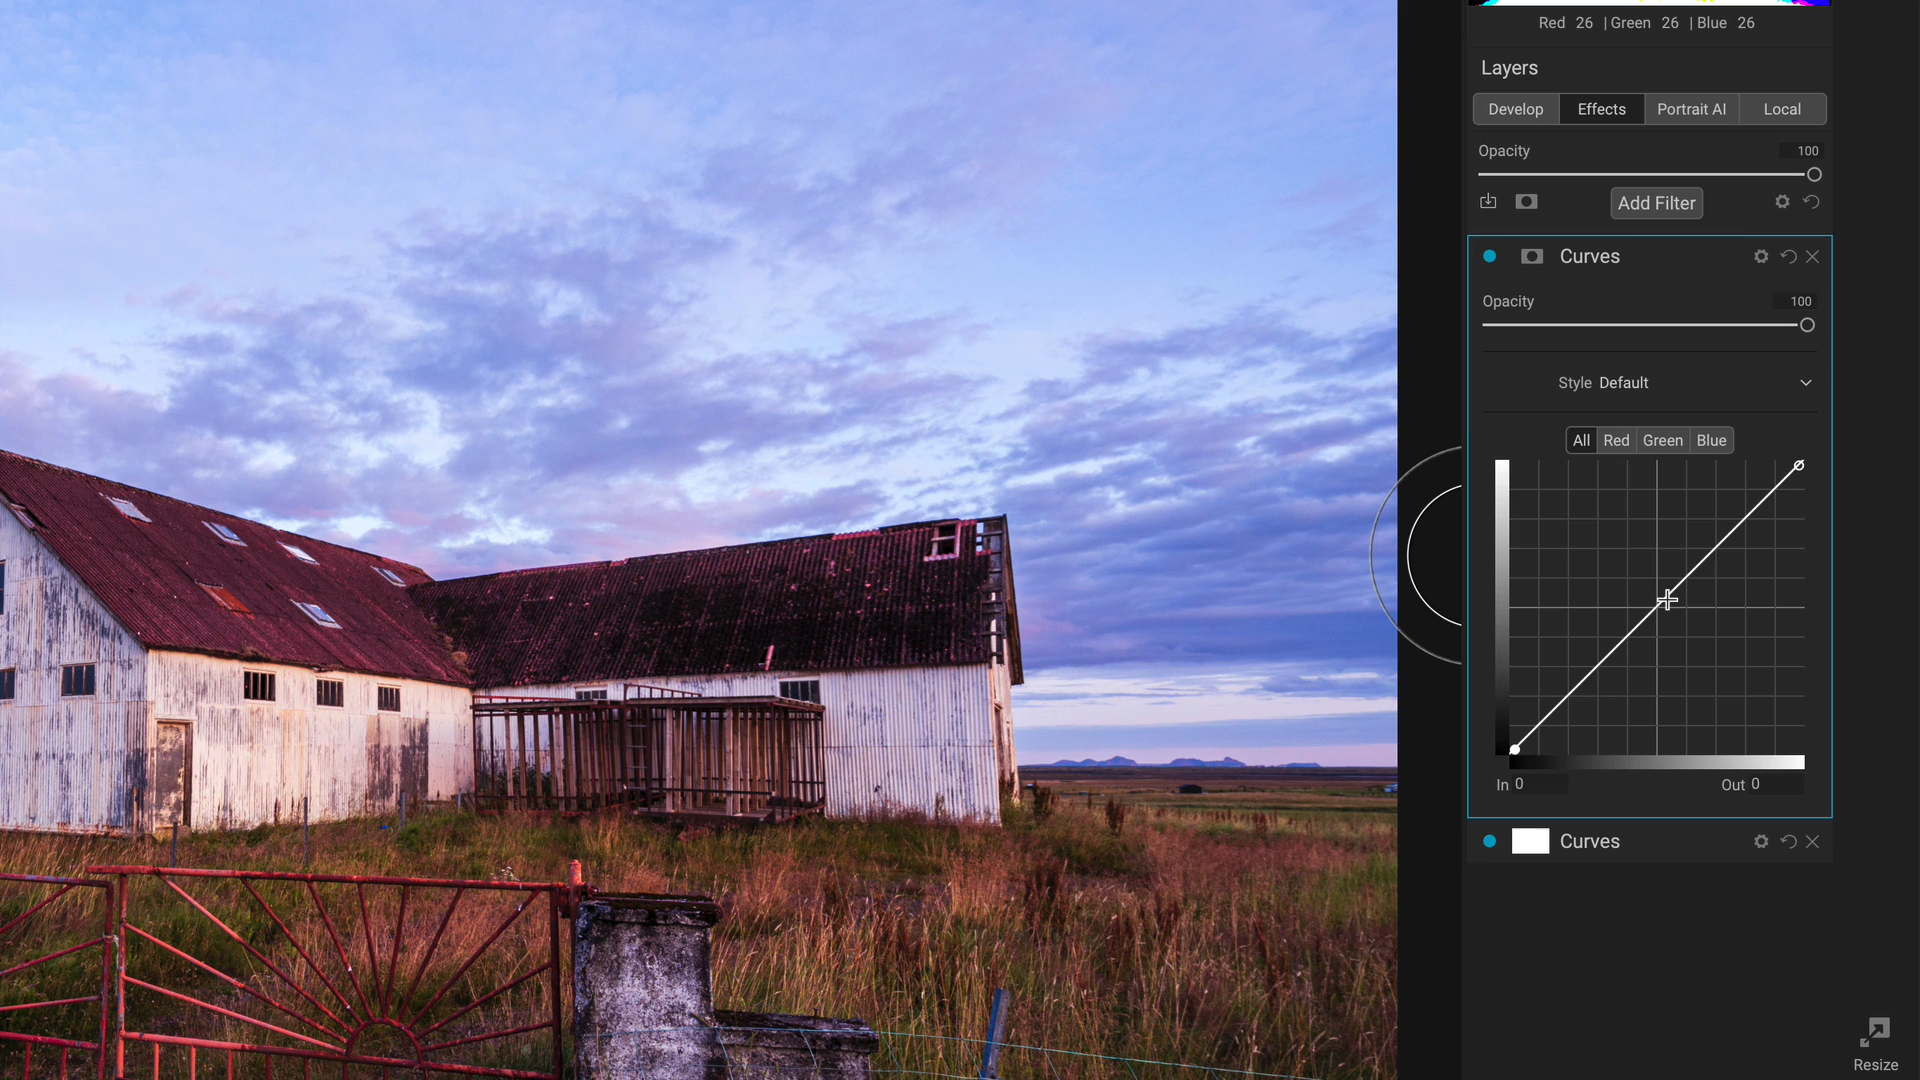 Red 26 | Green 26 | Blue 26
Layers
Develop Effects Portrait AI Local
Opacity 100
Add Filter
Curves
Opacity 100
Style Default
All Red Green Blue
In 0 Out 0
Curves
Resize